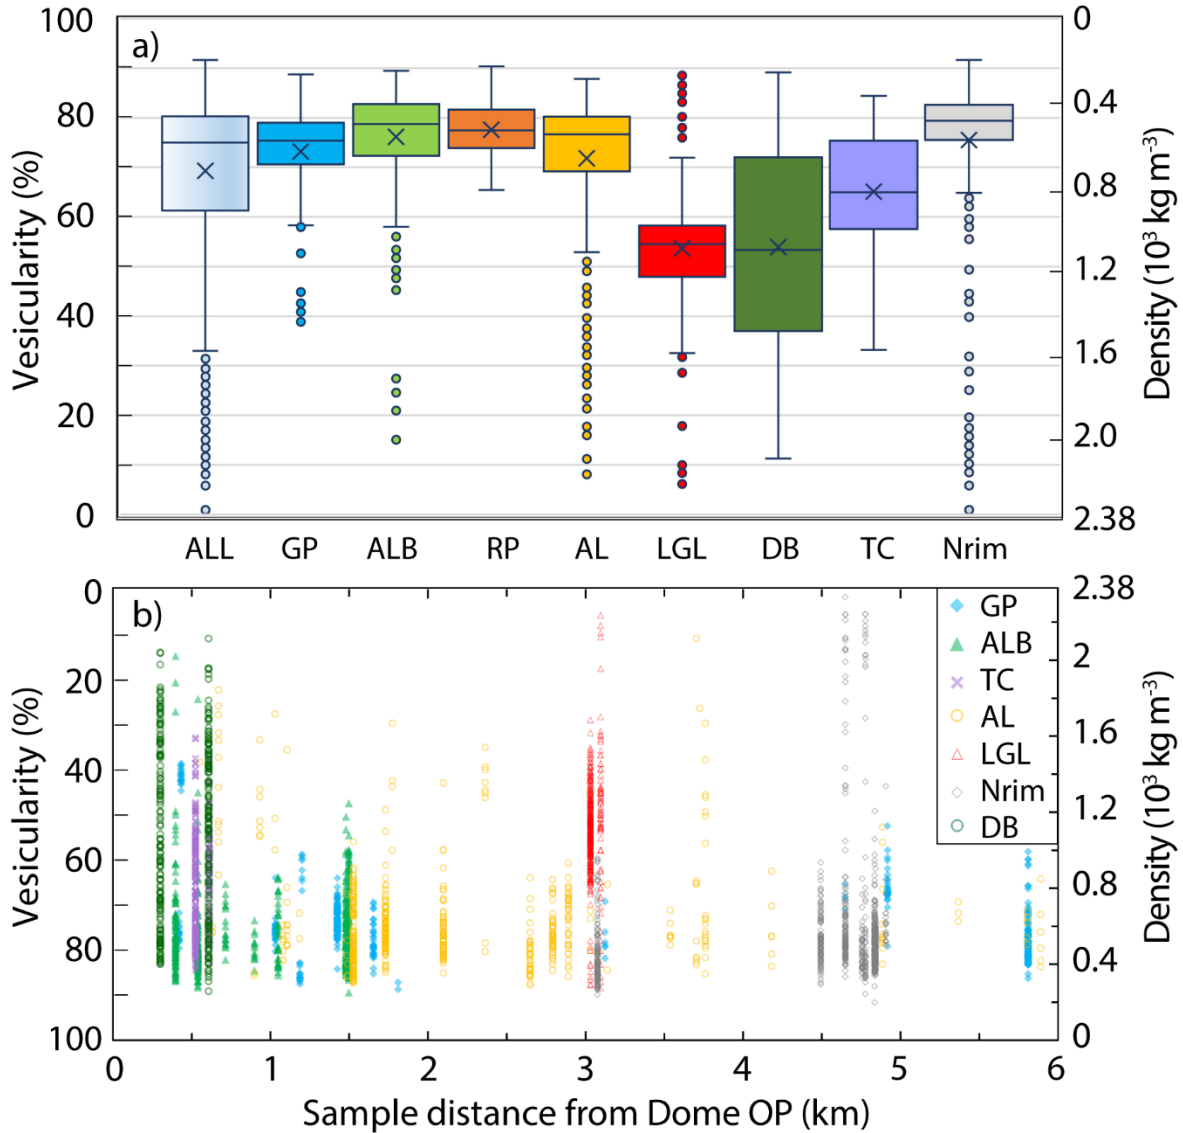 a)
100
80
60
40
20
0
Vesicularity (%)
0
0.4
0.8
1.2
1.6
2.0
2.38
Density (10³ kg m⁻³)
ALL GP ALB RP AL LGL DB TC Nrim
b)
0
20
40
60
80
100
Vesicularity (%)
2.38
2
1.6
1.2
0.8
0.4
0
Density (10³ kg m⁻³)
GP
ALB
TC
AL
LGL
Nrim
DB
0 1 2 3 4 5 6
Sample distance from Dome OP (km)